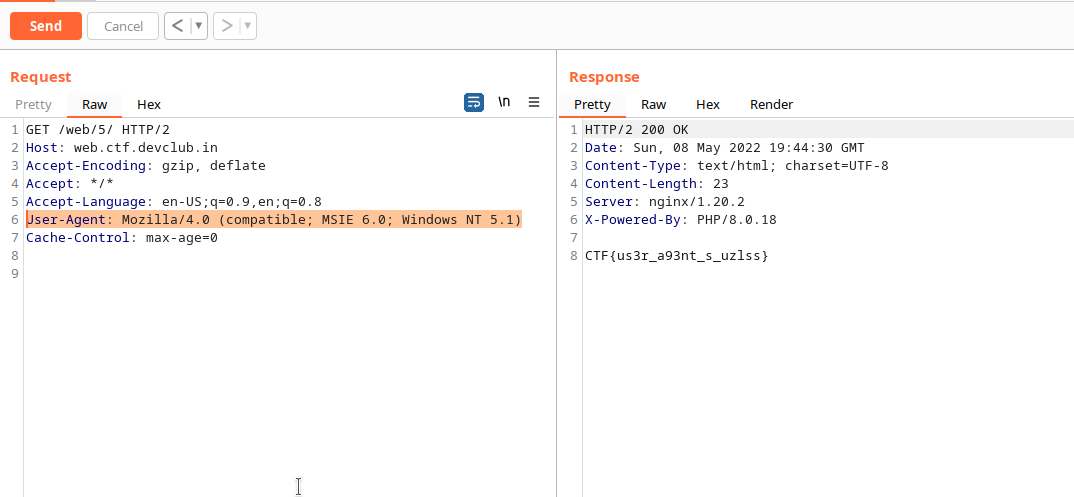 Send
Cancel
<
>
Request
Response
Pretty
Raw
Hex
\n
Pretty
Raw
Hex
Render
1 GET /web/5/ HTTP/2
2 Host: web.ctf.devclub.in
3 Accept-Encoding: gzip, deflate
4 Accept: */*
5 Accept-Language: en-US;q=0.9,en;q=0.8
6 User-Agent: Mozilla/4.0 (compatible; MSIE 6.0; Windows NT 5.1)
7 Cache-Control: max-age=0
8
9
1 HTTP/2 200 OK
2 Date: Sun, 08 May 2022 19:44:30 GMT
3 Content-Type: text/html; charset=UTF-8
4 Content-Length: 23
5 Server: nginx/1.20.2
6 X-Powered-By: PHP/8.0.18
7
8 CTF{us3r_a93nt_s_uzlss}